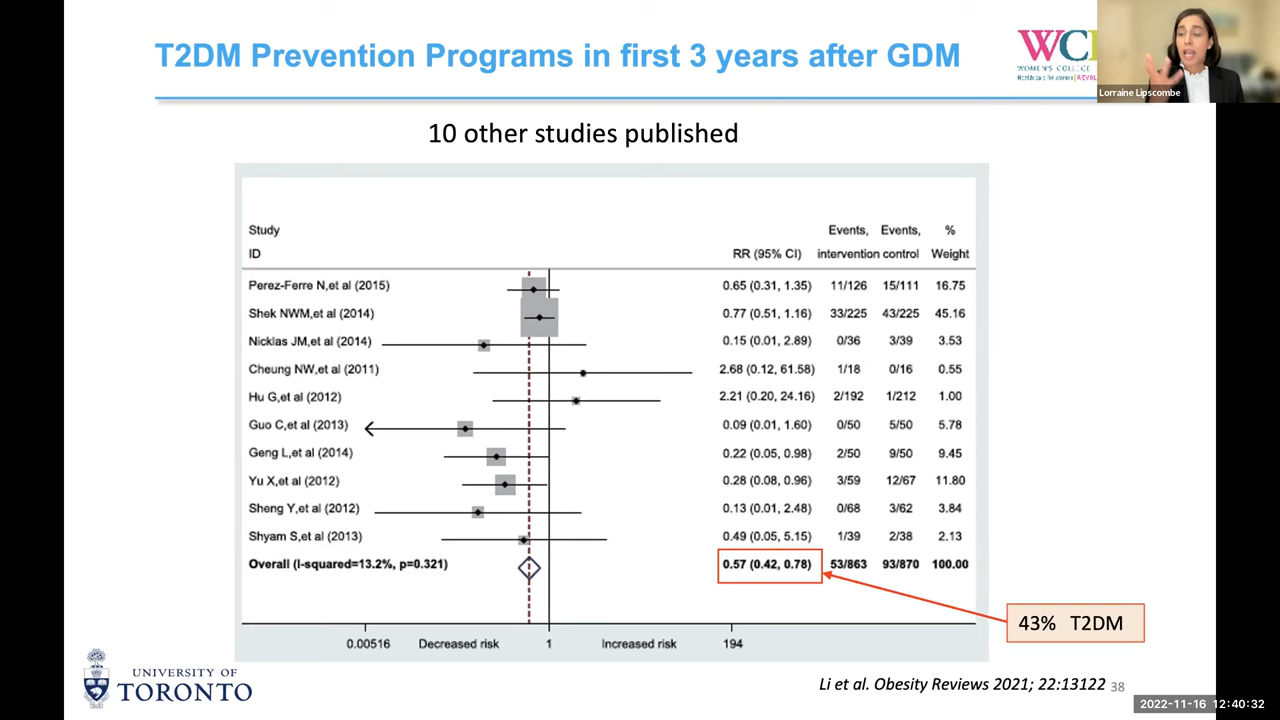 T2DM Prevention Programs in first 3 years after GDM
WC
WOMEN'S COLLEGE
Healthcare for women | REVOL
Lorraine Lipscombe
10 other studies published
Study Events, Events, %
ID RR (95% CI) intervention control Weight
Perez-Ferre N,et al (2015) 0.65 (0.31, 1.35) 11/126 15/111 16.75
Shek NWM,et al (2014) 0.77 (0.51, 1.16) 33/225 43/225 45.16
Nicklas JM,et al (2014) 0.15 (0.01, 2.89) 0/36 3/39 3.53
Cheung NW,et al (2011) 2.68 (0.12, 61.58) 1/18 0/16 0.55
Hu G,et al (2012) 2.21 (0.20, 24.16) 2/192 1/212 1.00
Guo C,et al (2013) 0.09 (0.01, 1.60) 0/50 5/50 5.78
Geng L,et al (2014) 0.22 (0.05, 0.98) 2/50 9/50 9.45
Yu X,et al (2012) 0.28 (0.08, 0.96) 3/59 12/67 11.80
Sheng Y,et al (2012) 0.13 (0.01, 2.48) 0/68 3/62 3.84
Shyam S,et al (2013) 0.49 (0.05, 5.15) 1/39 2/38 2.13
Overall (I-squared=13.2%, p=0.321) 0.57 (0.42, 0.78) 53/863 93/870 100.00
43% T2DM
0.00516 Decreased risk 1 Increased risk 194
UNIVERSITY OF
TORONTO
Li et al. Obesity Reviews 2021; 22:13122 38
2022-11-16 12:40:32